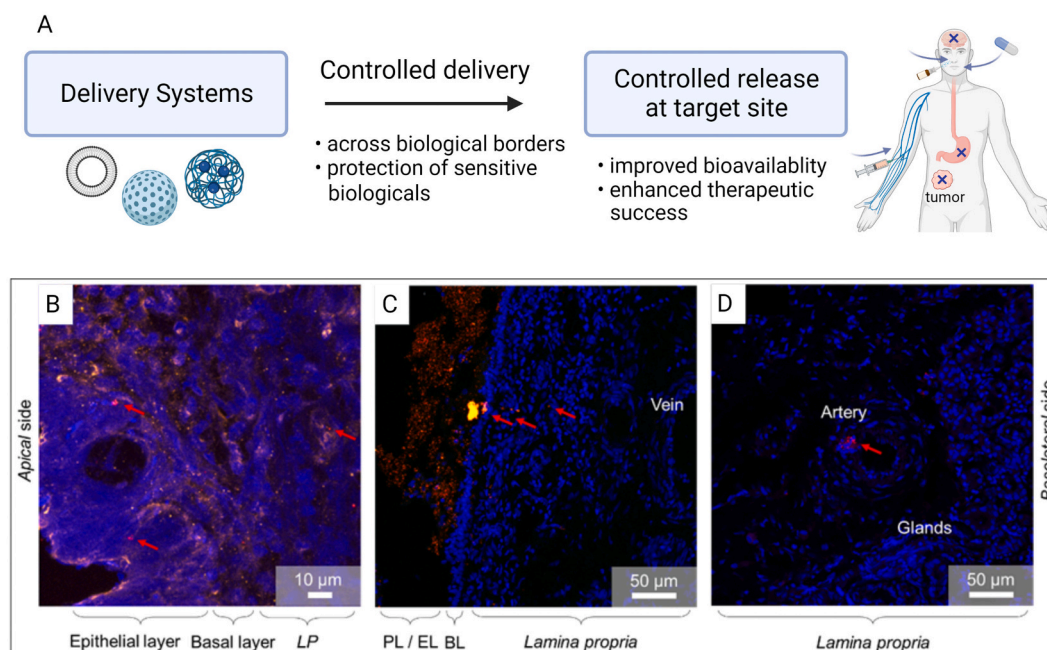 A
Delivery Systems
Controlled delivery
• across biological borders
• protection of sensitive
biologicals
Controlled release
at target site
• improved bioavailablity
• enhanced therapeutic
success
tumor
B
C
D
Apical side
Vein
Artery
Glands
Basolateral side
10 µm
50 µm
50 µm
Epithelial layer
Basal layer
LP
PL / EL
BL
Lamina propria
Lamina propria